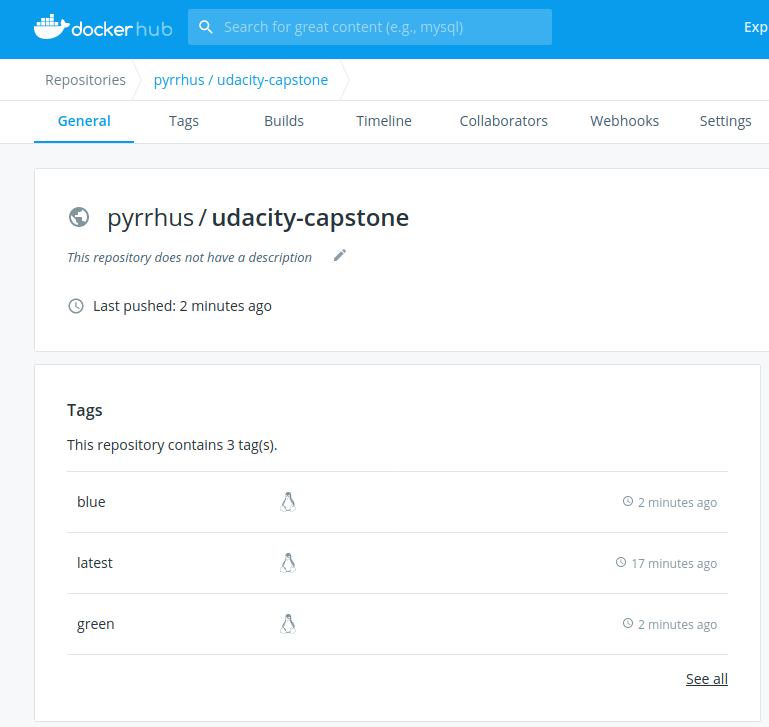 docker hub Search for great content (e.g., mysql) Exp
Repositories pyrrhus / udacity-capstone
General Tags Builds Timeline Collaborators Webhooks Settings
pyrrhus / udacity-capstone
This repository does not have a description
Last pushed: 2 minutes ago
Tags
This repository contains 3 tag(s).
blue 2 minutes ago
latest 17 minutes ago
green 2 minutes ago
See all